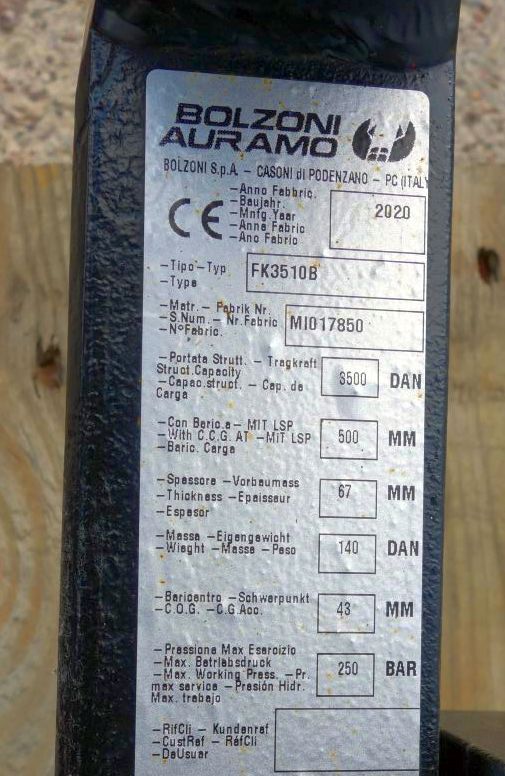 BOLZONI
AURAMO
BOLZONI S.p.A. - CASONI di PODENZANO - PC (ITALY
CE
-Anno Fabbric.
-Baujahr.
-Mnfg.Yaar
-Anne Fabric
-Ano Fabric
2020
-Tipo-Typ
-Type
FK3510B
-Matr.- Fabrik Nr.
-S.Num.- Nr.Fabric
-N°Fabric.
MI017850
-Portata Strutt. - Tragkraft
Struct.Capacity
-Capac.struct. - Cap. de
Carga
3500 DAN
-Con Baric.a - MIT LSP
-With C.C.G. AT -MiT LSP
-Baric. Carga
500 MM
-Spessore -Vorbaumass
-Thickness -Epaisseur
-Espesor
67 MM
-Massa -Eigengewicht
-Wieght -Masse -Peso
140 DAN
-Baricentro -Schwerpunkt
-C.O.G. -C.G.Acc.
43 MM
-Pressione Max Esercizio
-Max. Betriebsdruck
-Max. Working Press. -Pr.
max service -Presión Hidr.
Max. trabajo
250 BAR
-RifCli - Kundenref
-CustRef - RéfCli
-DeUsuar